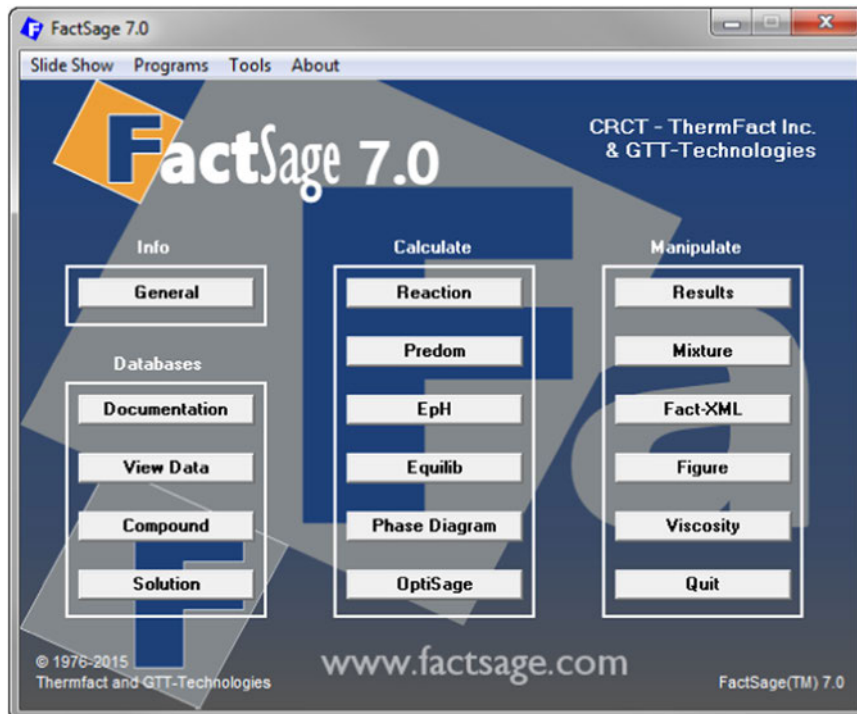 FactSage 7.0
Slide Show Programs Tools About
FactSage 7.0
CRCT - ThermFact Inc.
& GTT-Technologies
Info
General
Databases
Documentation
View Data
Compound
Solution
Calculate
Reaction
Predom
EpH
Equilib
Phase Diagram
OptiSage
Manipulate
Results
Mixture
Fact-XML
Figure
Viscosity
Quit
© 1976-2015
Thermfact and GTT-Technologies
www.factsage.com
FactSage(TM) 7.0